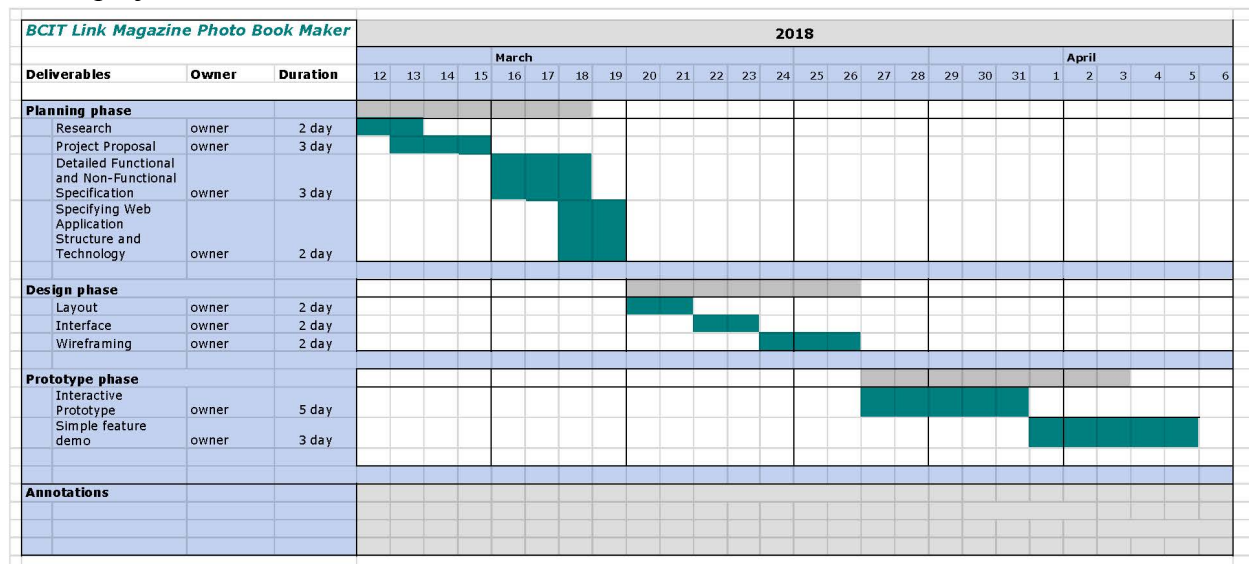 BCIT Link Magazine Photo Book Maker
2018
March April
Deliverables Owner Duration 12 13 14 15 16 17 18 19 20 21 22 23 24 25 26 27 28 29 30 31 1 2 3 4 5 6
Planning phase
Research owner 2 day
Project Proposal owner 3 day
Detailed Functional
and Non-Functional
Specification owner 3 day
Specifying Web
Application
Structure and
Technology owner 2 day
Design phase
Layout owner 2 day
Interface owner 2 day
Wireframing owner 2 day
Prototype phase
Interactive
Prototype owner 5 day
Simple feature
demo owner 3 day
Annotations